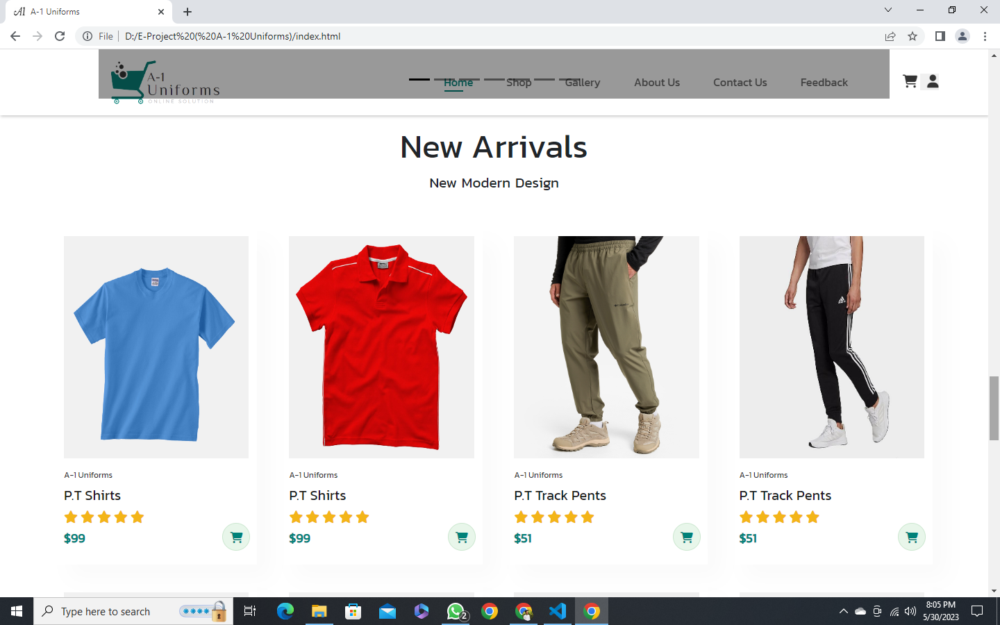 A-1 Uniforms
File
D:/E-Project%20(%20A-1%20Uniforms)/index.html
A-1
Uniforms
ONLINE SOLUTION
Home
Shop
Gallery
About Us
Contact Us
Feedback
New Arrivals
New Modern Design
A-1 Uniforms
A-1 Uniforms
A-1 Uniforms
A-1 Uniforms
P.T Shirts
P.T Shirts
P.T Track Pents
P.T Track Pents
$99
$99
$51
$51
Type here to search
2
8:05 PM
5/30/2023